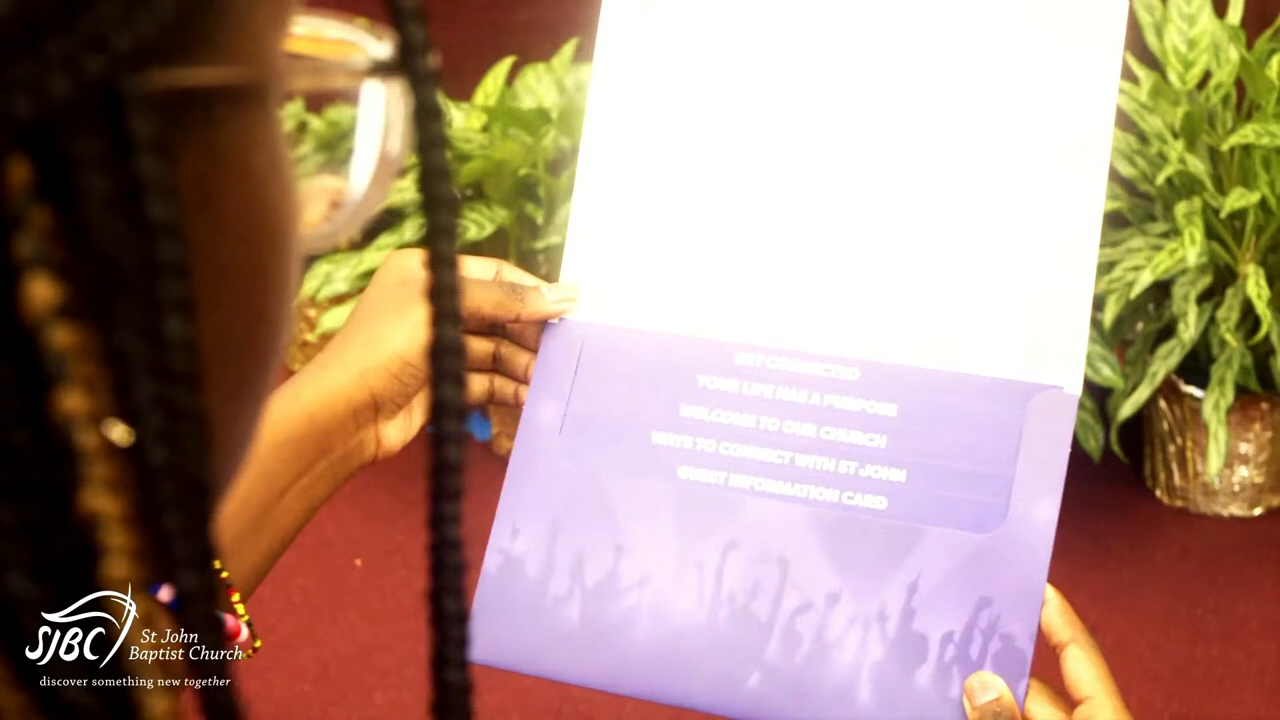 GET CONNECTED
YOUR LIFE HAS A PURPOSE
WELCOME TO OUR CHURCH
WAYS TO CONNECT WITH ST JOHN
GUEST INFORMATION CARD
SJBC
St John
Baptist Church
discover something new together